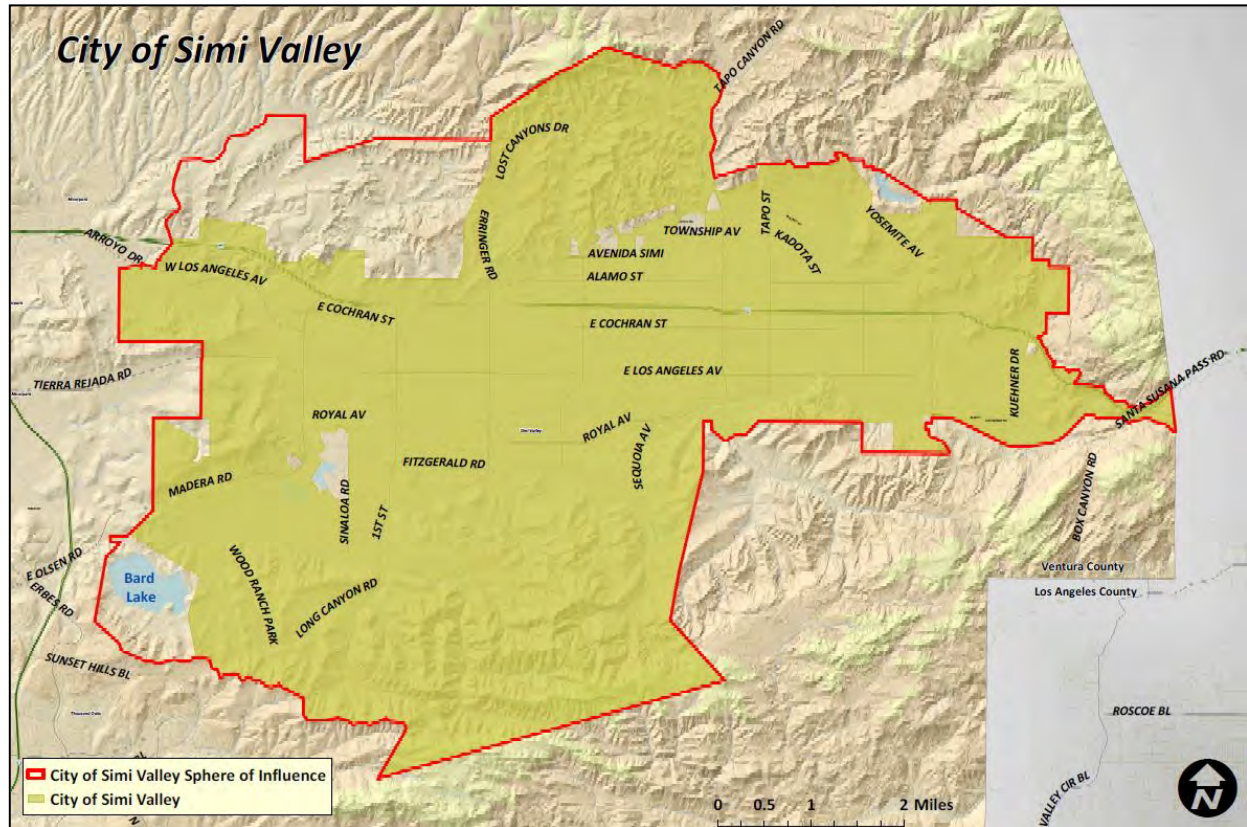 City of Simi Valley
TAPO CANYON RD
LOST CANYONS DR
ERRINGER RD
TOWNSHIP AV
TAPO ST
KADOTA ST
YOSEMITE AV
ARROYO DR
W LOS ANGELES AV
AVENIDA SIMI
ALAMO ST
E COCHRAN ST
E COCHRAN ST
TIERRA REJADA RD
E LOS ANGELES AV
KUEHNER DR
SANTA SUSANA PASS RD
ROYAL AV
ROYAL AV
SEQUOIA AV
Simi Valley
FITZGERALD RD
MADERA RD
SINALOA RD
1ST ST
BOX CANYON RD
E OLSEN RD
ERBES RD
Bard
Lake
WOOD RANCH PARK
LONG CANYON RD
Ventura County
Los Angeles County
SUNSET HILLS BL
Thousand Oaks
ROSCOE BL
VALLEY CIR BL
City of Simi Valley Sphere of Influence
City of Simi Valley
0 0.5 1 2 Miles
N
N